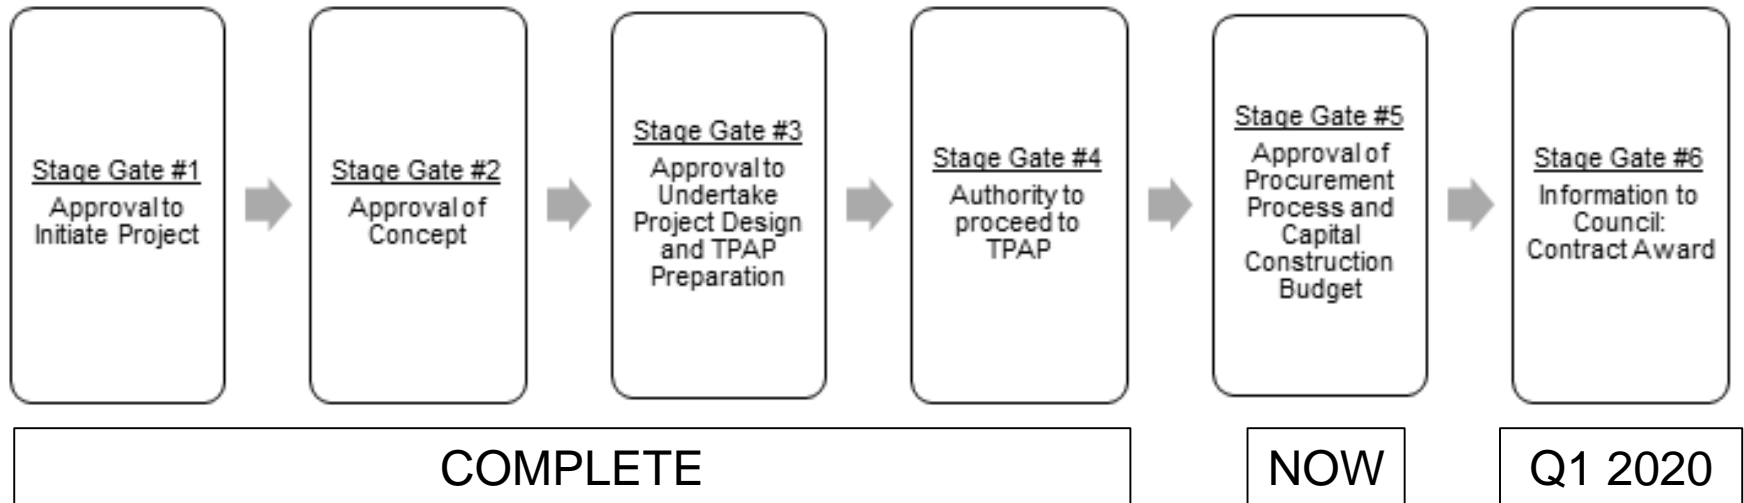 Stage Gate #1
Approval to
Initiate Project
Stage Gate #2
Approval of
Concept
Stage Gate #3
Approval to
Undertake
Project Design
and TPAP
Preparation
Stage Gate #4
Authority to
proceed to
TPAP
Stage Gate #5
Approval of
Procurement
Process and
Capital
Construction
Budget
Stage Gate #6
Information to
Council:
Contract Award
COMPLETE
NOW
Q1 2020